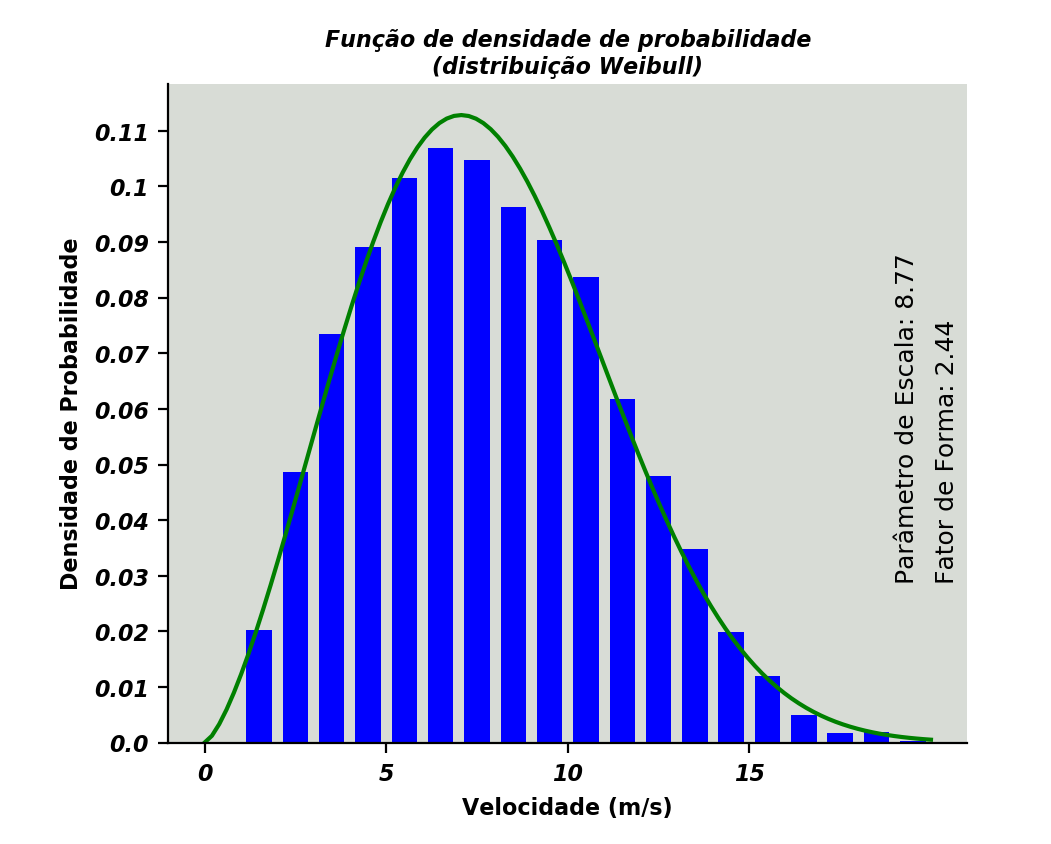 Função de densidade de probabilidade
(distribuição Weibull)
Densidade de Probabilidade
0.11
0.1
0.09
0.08
0.07
0.06
0.05
0.04
0.03
0.02
0.01
0.0
Parâmetro de Escala: 8.77
Fator de Forma: 2.44
0 5 10 15
Velocidade (m/s)